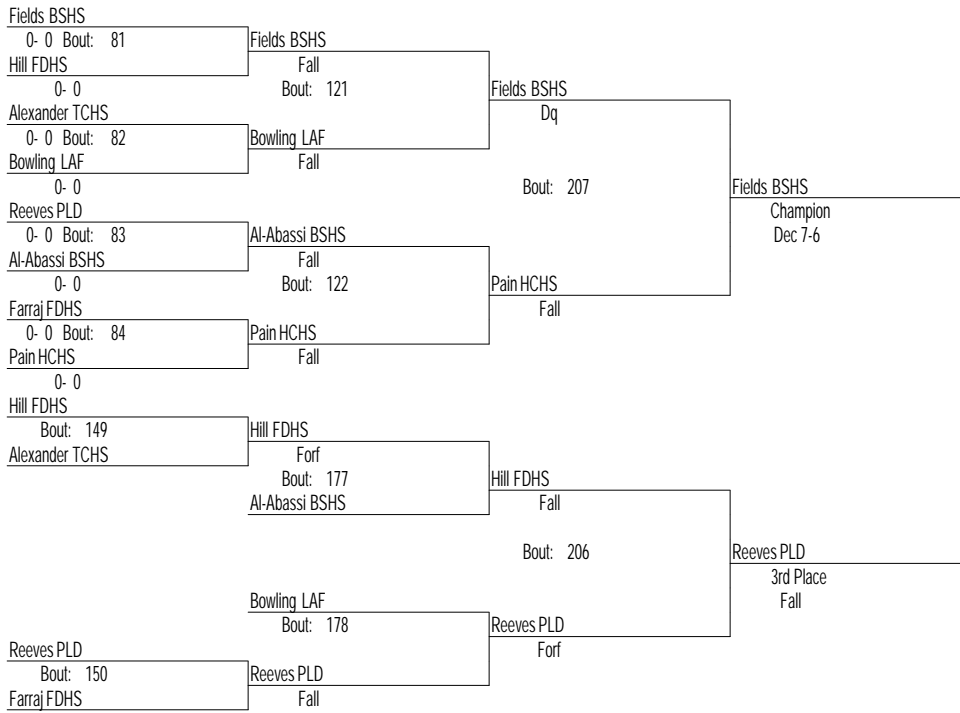 Fields BSHS
0- 0 Bout: 81
Fields BSHS
Hill FDHS
Fall
0- 0
Bout: 121
Fields BSHS
Alexander TCHS
Dq
0- 0 Bout: 82
Bowling LAF
Bowling LAF
Fall
0- 0
Bout: 207
Fields BSHS
Reeves PLD
Champion
0- 0 Bout: 83
Al-Abassi BSHS
Dec 7-6
Al-Abassi BSHS
Fall
0- 0
Bout: 122
Pain HCHS
Farraj FDHS
Fall
0- 0 Bout: 84
Pain HCHS
Pain HCHS
Fall
0- 0
Hill FDHS
Bout: 149
Hill FDHS
Alexander TCHS
Forf
Bout: 177
Hill FDHS
Al-Abassi BSHS
Fall
Bout: 206
Reeves PLD
3rd Place
Bowling LAF
Fall
Bout: 178
Reeves PLD
Reeves PLD
Forf
Bout: 150
Reeves PLD
Farraj FDHS
Fall